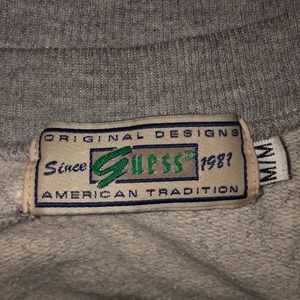 ORIGINAL DESIGNS
Since Guess® 1981
AMERICAN TRADITION
M/M